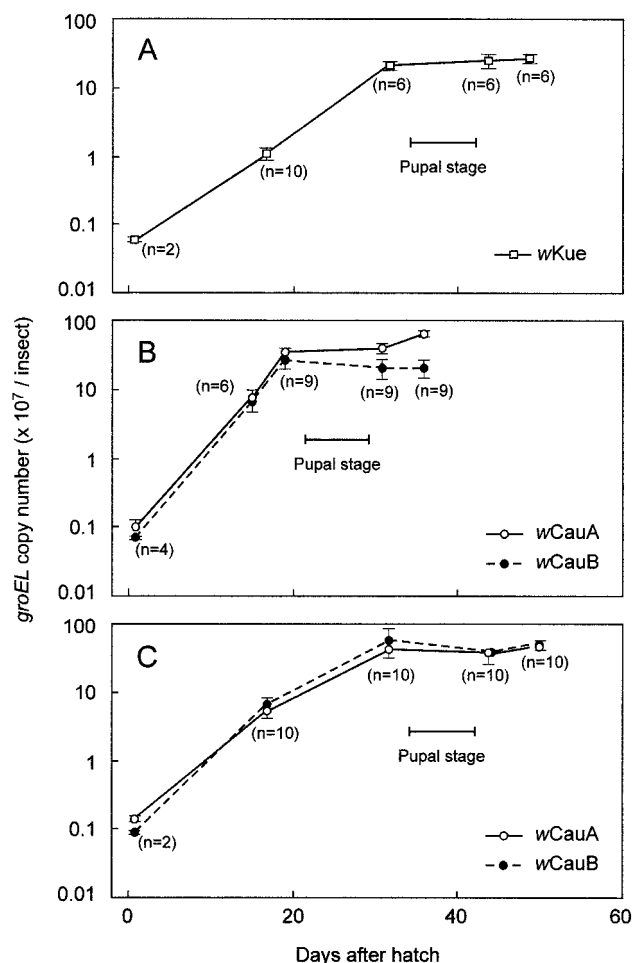 100
A
10
(n=6)
(n=6)
(n=6)
1
(n=10)
Pupal stage
0.1
(n=2)
wKue
0.01
100
B
(n=6)
(n=9)
10
(n=9)
(n=9)
1
Pupal stage
0.1
(n=4)
wCauA
wCauB
0.01
100
C
10
(n=10)
(n=10)
(n=10)
(n=10)
1
Pupal stage
0.1
(n=2)
wCauA
wCauB
0.01
0
20
40
60
Days after hatch
groEL copy number (x 10⁷ / insect)